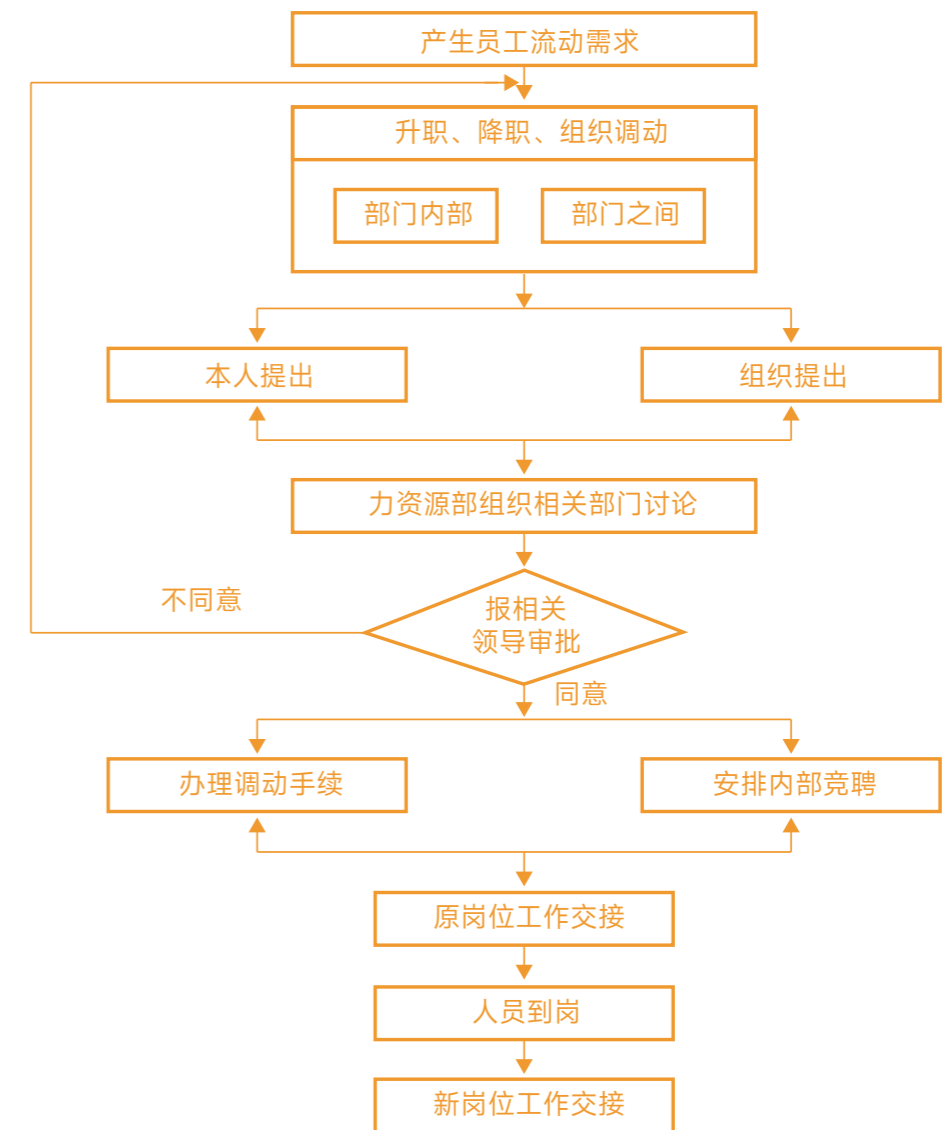 产生员工流动需求
升职、降职、组织调动
部门内部
部门之间
本人提出
组织提出
力资源部组织相关部门讨论
不同意
报相关
领导审批
同意
办理调动手续
安排内部竞聘
原岗位工作交接
人员到岗
新岗位工作交接